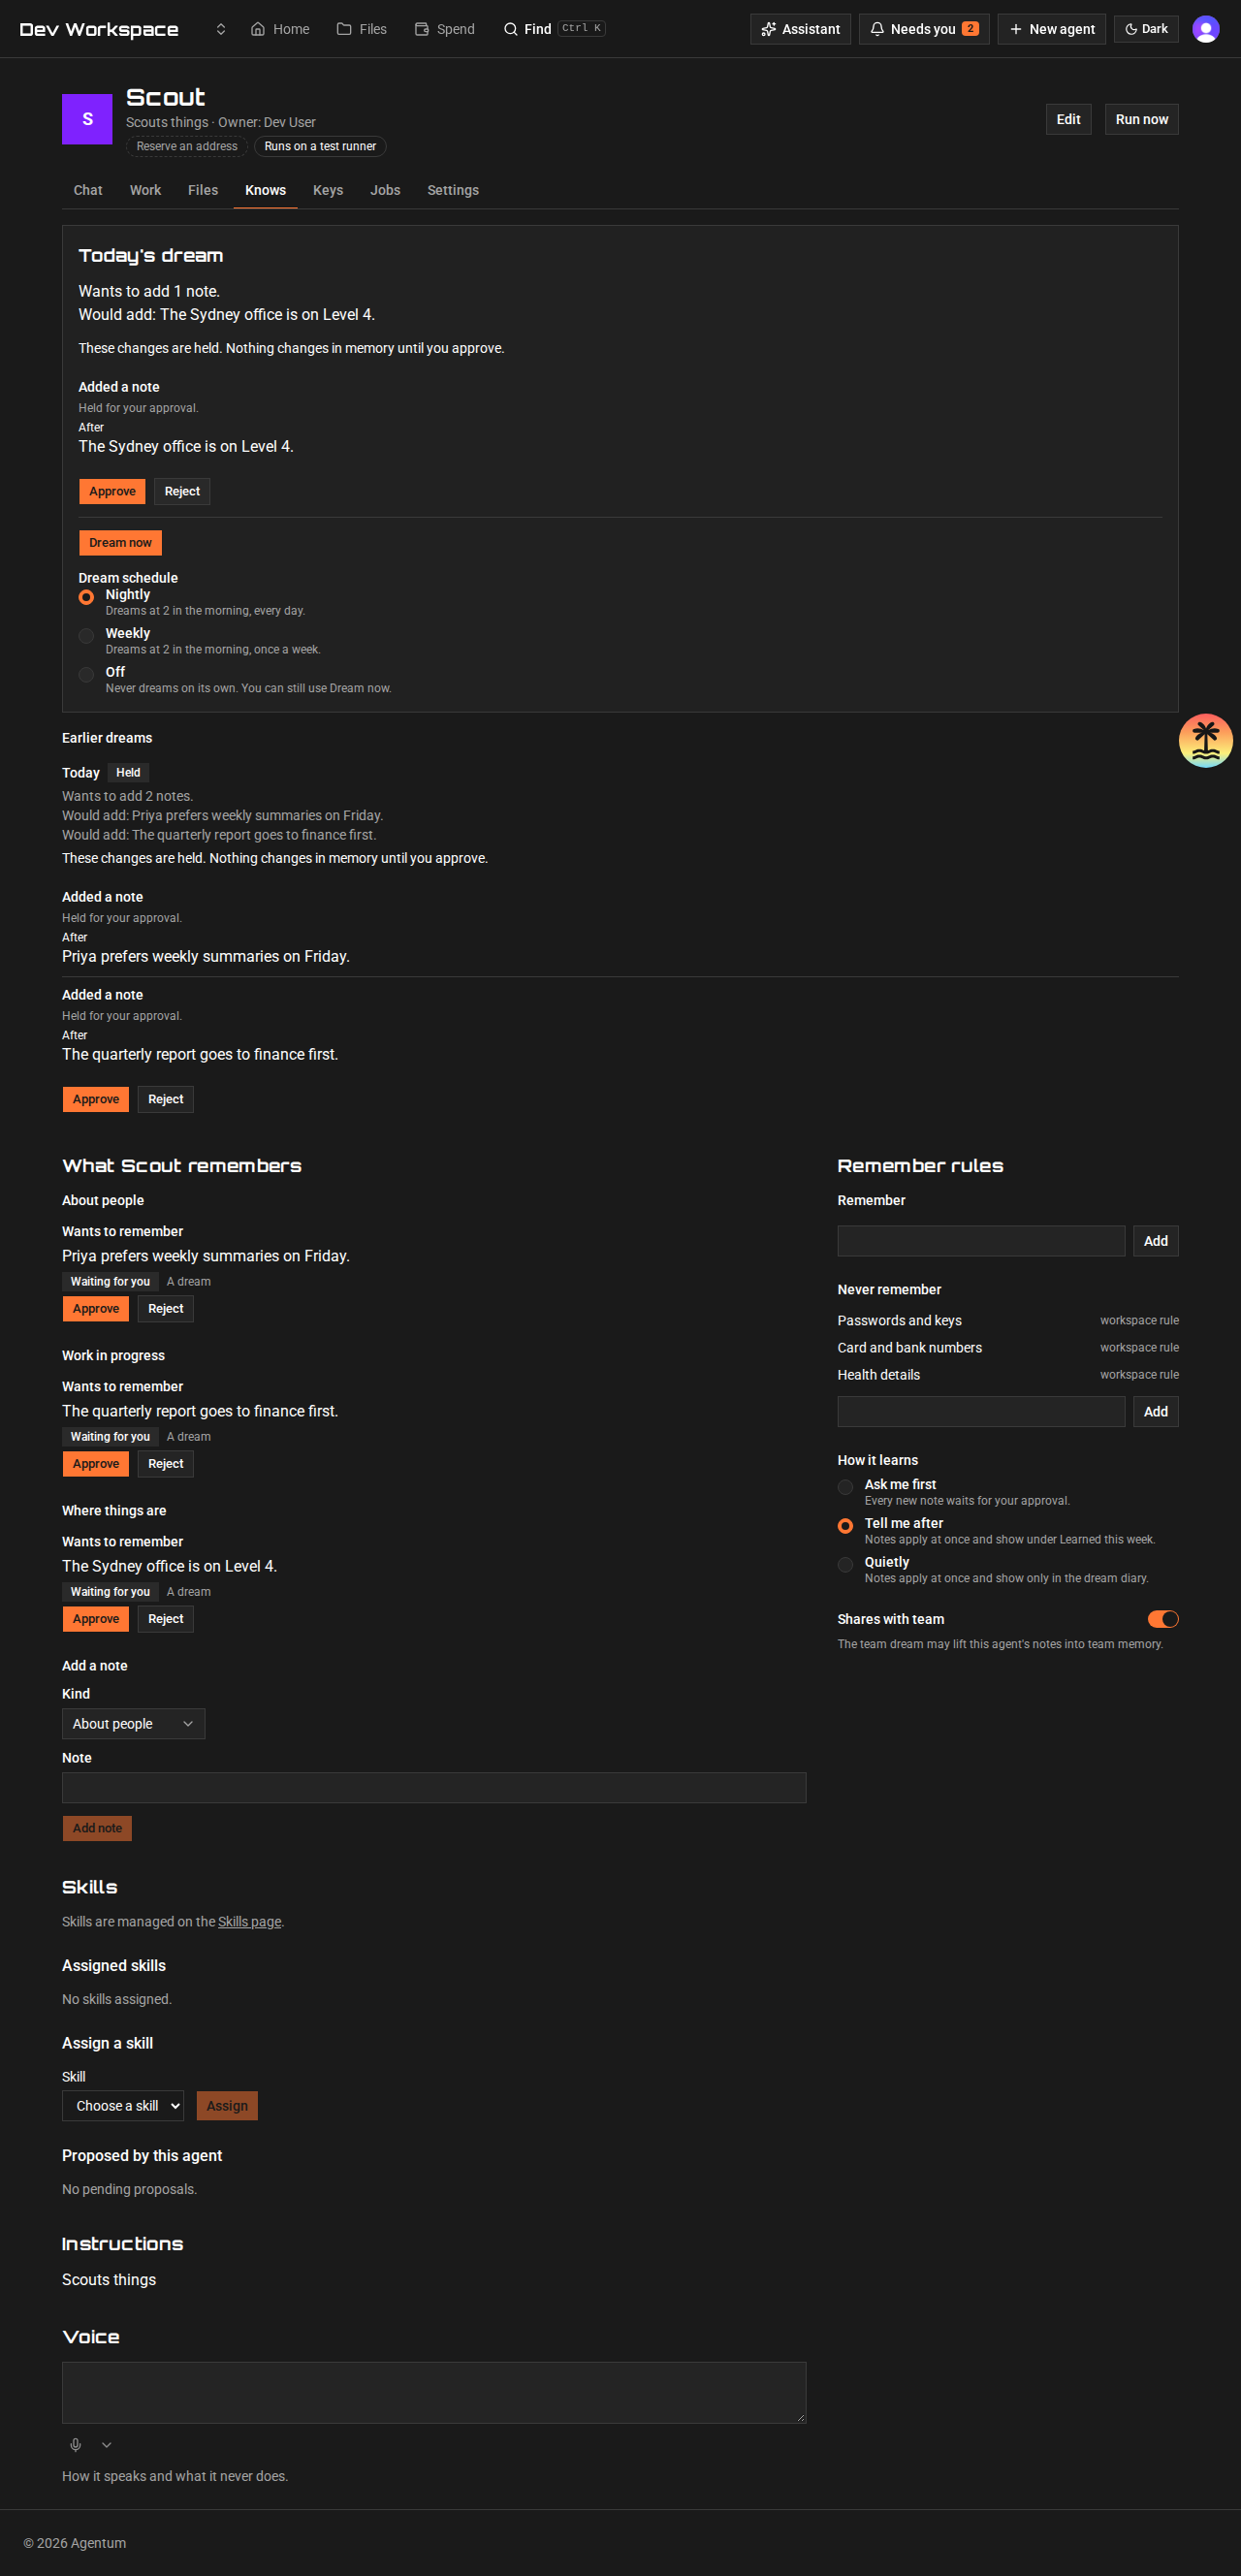 Dev Workspace
Home
Files
Spend
Find
Ctrl K
Assistant
Needs you 2
New agent
Dark
S
Scout
Scouts things · Owner: Dev User
Reserve an address
Runs on a test runner
Edit
Run now
Chat
Work
Files
Knows
Keys
Jobs
Settings
Today's dream
Wants to add 1 note.
Would add: The Sydney office is on Level 4.
These changes are held. Nothing changes in memory until you approve.
Added a note
Held for your approval.
After
The Sydney office is on Level 4.
Approve
Reject
Dream now
Dream schedule
Nightly
Dreams at 2 in the morning, every day.
Weekly
Dreams at 2 in the morning, once a week.
Off
Never dreams on its own. You can still use Dream now.
Earlier dreams
Today
Held
Wants to add 2 notes.
Would add: Priya prefers weekly summaries on Friday.
Would add: The quarterly report goes to finance first.
These changes are held. Nothing changes in memory until you approve.
Added a note
Held for your approval.
After
Priya prefers weekly summaries on Friday.
Added a note
Held for your approval.
After
The quarterly report goes to finance first.
Approve
Reject
What Scout remembers
About people
Wants to remember
Priya prefers weekly summaries on Friday.
Waiting for you
A dream
Approve
Reject
Work in progress
Wants to remember
The quarterly report goes to finance first.
Waiting for you
A dream
Approve
Reject
Where things are
Wants to remember
The Sydney office is on Level 4.
Waiting for you
A dream
Approve
Reject
Add a note
Kind
About people
Note
Add note
Remember rules
Remember
Add
Never remember
Passwords and keys
workspace rule
Card and bank numbers
workspace rule
Health details
workspace rule
Add
How it learns
Ask me first
Every new note waits for your approval.
Tell me after
Notes apply at once and show under Learned this week.
Quietly
Notes apply at once and show only in the dream diary.
Shares with team
The team dream may lift this agent's notes into team memory.
Skills
Skills are managed on the Skills page.
Assigned skills
No skills assigned.
Assign a skill
Skill
Choose a skill
Assign
Proposed by this agent
No pending proposals.
Instructions
Scouts things
Voice
How it speaks and what it never does.
© 2026 Agentum